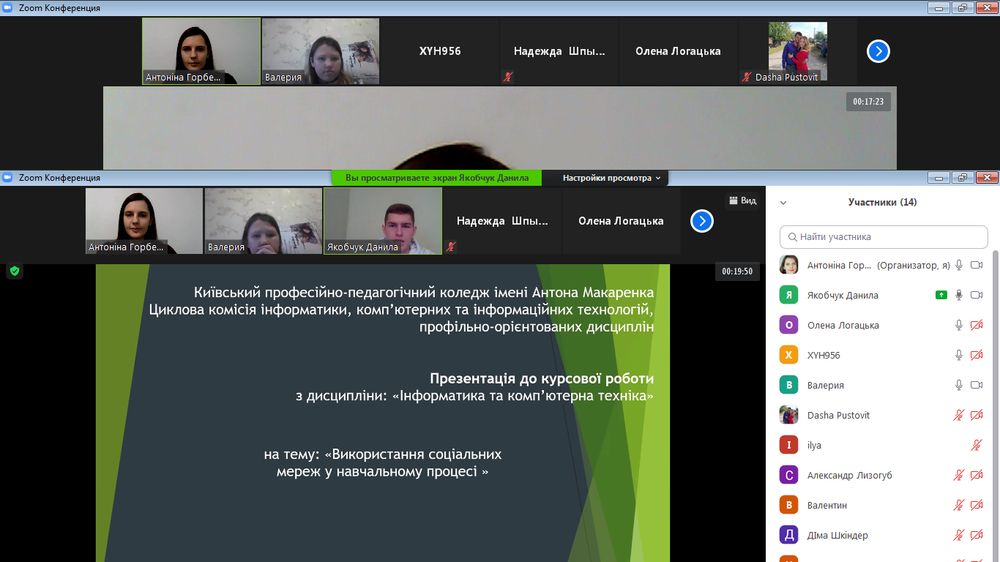 Zoom Конференция
Антоніна Горбе...
Валерия
XYH956
Надежда Шпы...
Олена Логацька
Dasha Pustovit
00:17:23
Zoom Конференция
Вы просматриваете экран Якобчук Данила
Настройки просмотра
Антоніна Горбе...
Валерия
Якобчук Данила
Надежда Шпы...
Олена Логацька
Вид
00:19:50
Київський професійно-педагогічний коледж імені Антона Макаренка
Циклова комісія інформатики, комп’ютерних та інформаційних технологій,
профільно-орієнтованих дисциплін
Презентація до курсової роботи
з дисципліни: «Інформатика та комп’ютерна техніка»
на тему: «Використання соціальних
мереж у навчальному процесі »
Участники (14)
Найти участника
Антоніна Гор... (Организатор, я)
Я Якобчук Данила
О Олена Логацька
X XYH956
В Валерия
Dasha Pustovit
I ilya
С Александр Лизогуб
В Валентин
Д ДІма Шкіндер